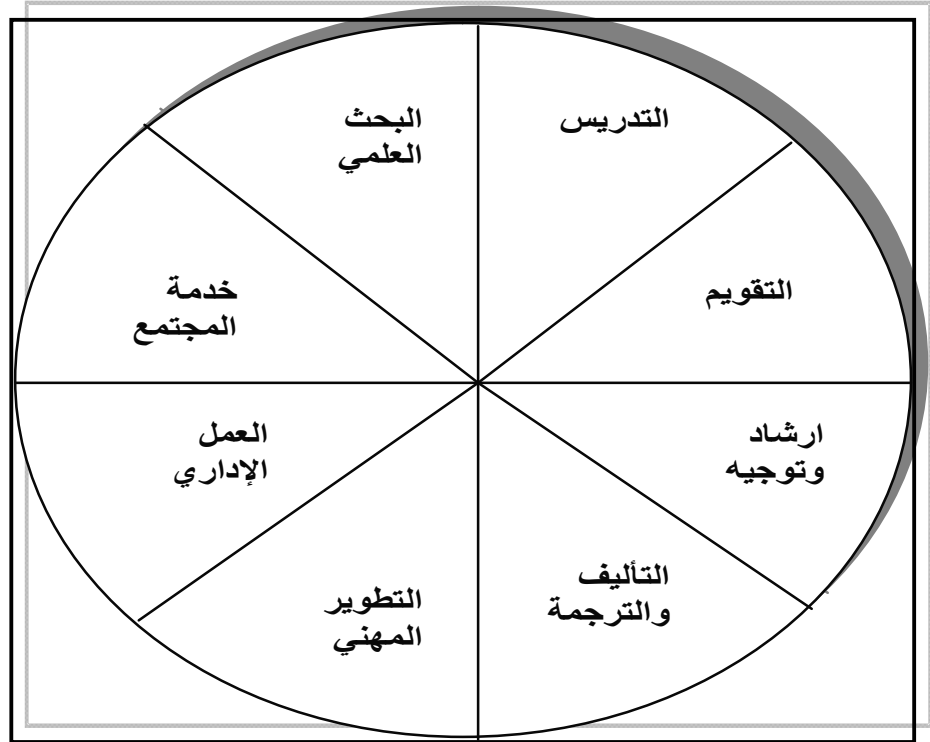 التدريس
التقويم
ارشاد
وتوجيه
التأليف
والترجمة
التطوير
المهني
العمل
الإداري
خدمة
المجتمع
البحث
العلمي